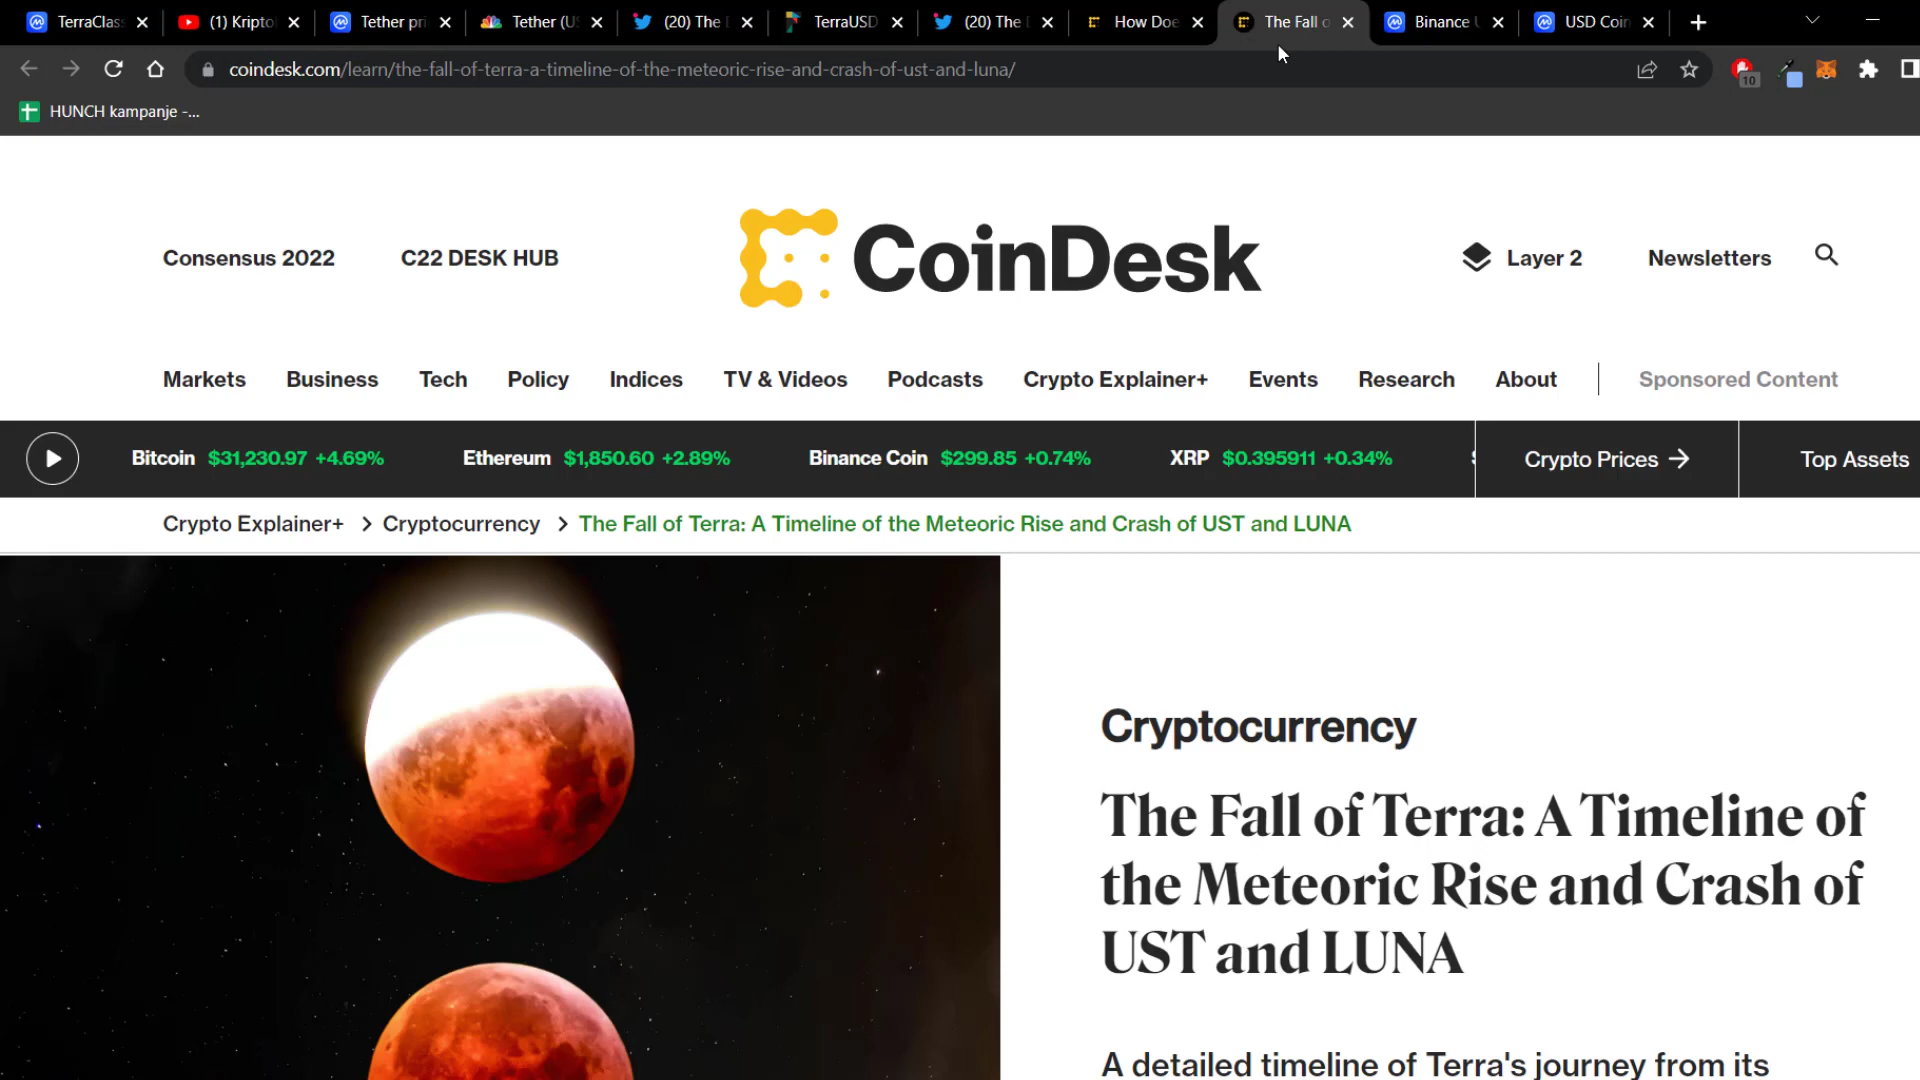 TerraClas
(1) Kripto
Tether pri
Tether (US
(20) The D
TerraUSD
(20) The D
How Doe
The Fall o
Binance U
USD Coin
coindesk.com/learn/the-fall-of-terra-a-timeline-of-the-meteoric-rise-and-crash-of-ust-and-luna/
10
HUNCH kampanje -...
Consensus 2022
C22 DESK HUB
CoinDesk
Layer 2
Newsletters
Markets
Business
Tech
Policy
Indices
TV & Videos
Podcasts
Crypto Explainer+
Events
Research
About
Sponsored Content
Bitcoin $31,230.97 +4.69%
Ethereum $1,850.60 +2.89%
Binance Coin $299.85 +0.74%
XRP $0.395911 +0.34%
Crypto Prices →
Top Assets
Crypto Explainer+ > Cryptocurrency > The Fall of Terra: A Timeline of the Meteoric Rise and Crash of UST and LUNA
Cryptocurrency
The Fall of Terra: A Timeline of
the Meteoric Rise and Crash of
UST and LUNA
A detailed timeline of Terra's journey from its